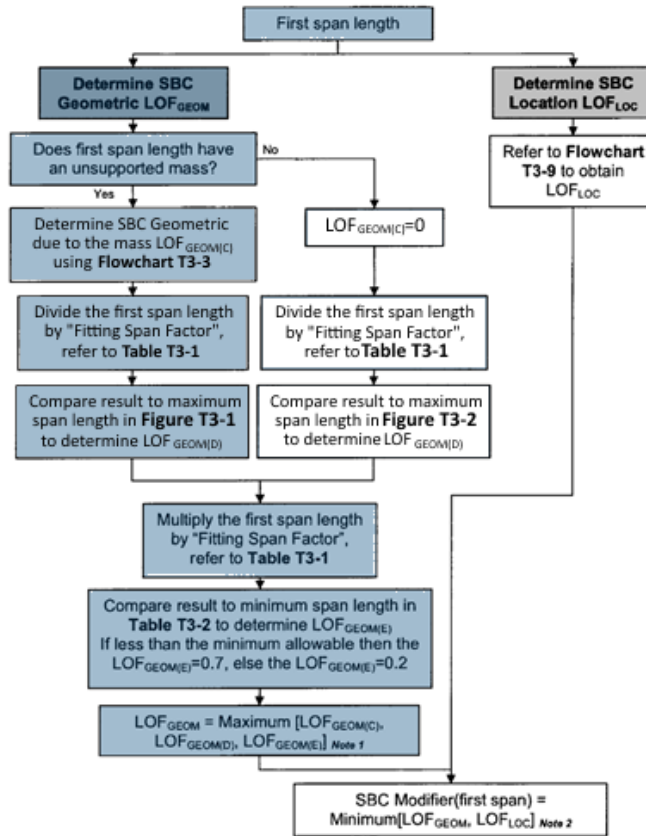 First span length
Determine SBC
Geometric LOFGEOM
Determine SBC
Location LOFLOC
Does first span length have
an unsupported mass?
No
Yes
Refer to Flowchart
T3-9 to obtain
LOFLOC
Determine SBC Geometric
due to the mass LOFGEOM(C)
using Flowchart T3-3
LOFGEOM(C)=0
Divide the first span length
by "Fitting Span Factor",
refer to Table T3-1
Divide the first span length
by "Fitting Span Factor",
refer to Table T3-1
Compare result to maximum
span length in Figure T3-1
to determine LOFGEOM(D)
Compare result to maximum
span length in Figure T3-2
to determine LOFGEOM(D)
Multiply the first span length
by "Fitting Span Factor",
refer to Table T3-1
Compare result to minimum span length in
Table T3-2 to determine LOFGEOM(E)
If less than the minimum allowable then the
LOFGEOM(E)=0.7, else the LOFGEOM(E)=0.2
LOFGEOM = Maximum [LOFGEOM(C),
LOFGEOM(D), LOFGEOM(E)] Note 1
SBC Modifier(first span) =
Minimum[LOFGEOM, LOFLOC] Note 2